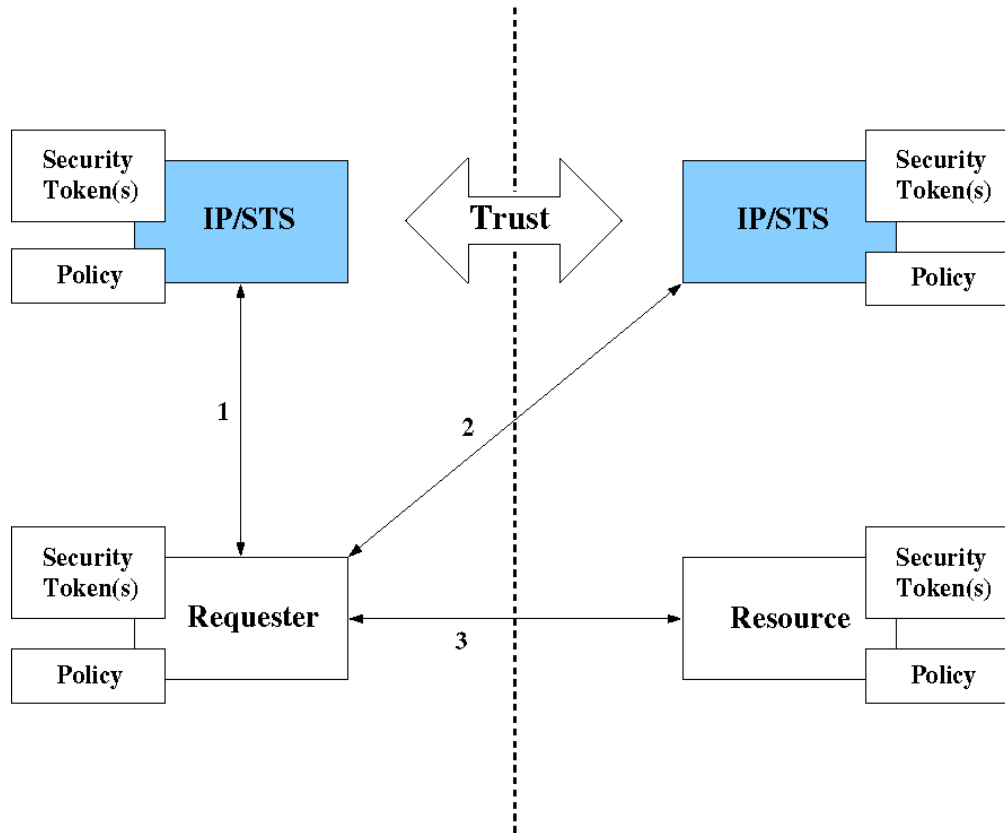 Security
Token(s)
IP/STS
Policy
Trust
Security
Token(s)
IP/STS
Policy
1
2
Security
Token(s)
Requester
Policy
3
Security
Token(s)
Resource
Policy